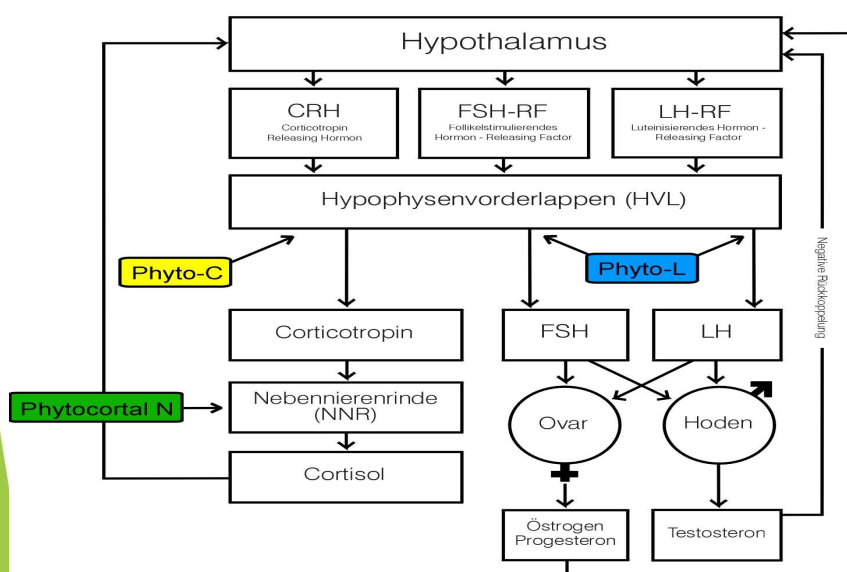 Hypothalamus
CRH
Corticotropin
Releasing Hormon
FSH-RF
Follikelstimulierendes
Hormon - Releasing Factor
LH-RF
Luteinisierendes Hormon -
Releasing Factor
Hypophysenvorderlappen (HVL)
Phyto-C
Phyto-L
Negative Rückkoppelung
Corticotropin
FSH
LH
Phytocortal N
Nebennierenrinde
(NNR)
Ovar
Hoden
Cortisol
Östrogen
Progesteron
Testosteron